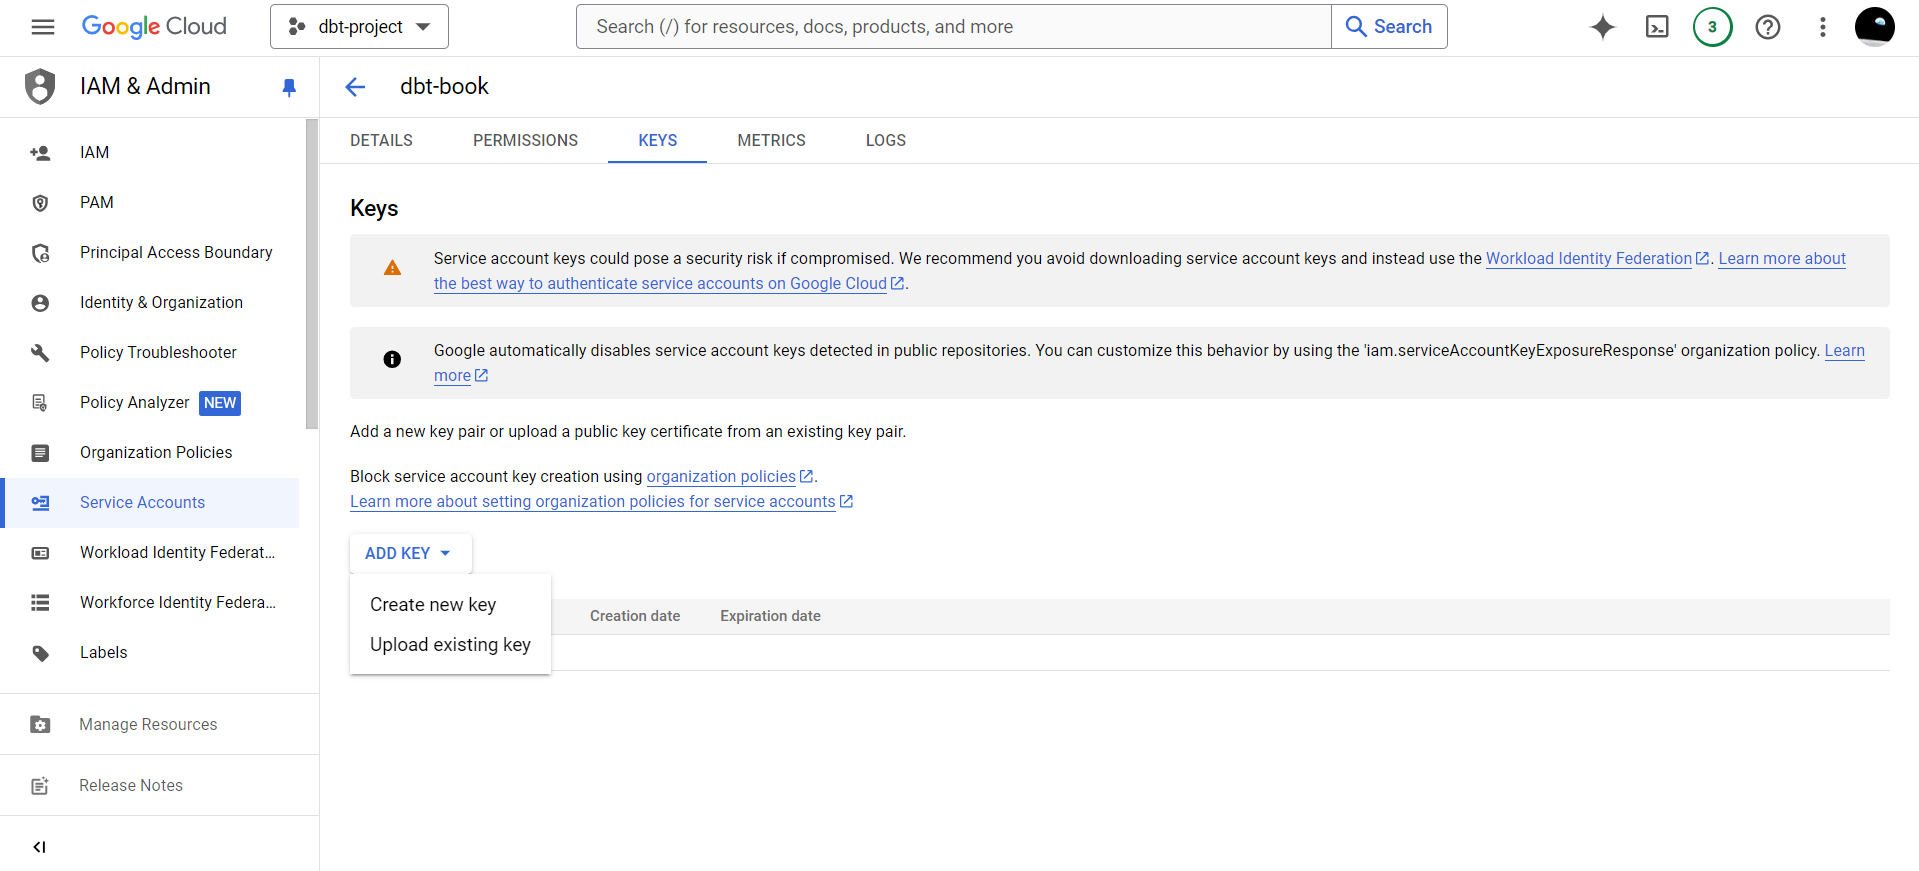 Google Cloud
dbt-project
Search (/) for resources, docs, products, and more
Search
3
IAM & Admin
dbt-book
DETAILS
PERMISSIONS
KEYS
METRICS
LOGS
IAM
PAM
Principal Access Boundary
Identity & Organization
Policy Troubleshooter
Policy Analyzer NEW
Organization Policies
Service Accounts
Workload Identity Federat...
Workforce Identity Federa...
Labels
Manage Resources
Release Notes
Keys
Service account keys could pose a security risk if compromised. We recommend you avoid downloading service account keys and instead use the Workload Identity Federation. Learn more about
the best way to authenticate service accounts on Google Cloud.
Google automatically disables service account keys detected in public repositories. You can customize this behavior by using the 'iam.serviceAccountKeyExposureResponse' organization policy. Learn
more
Add a new key pair or upload a public key certificate from an existing key pair.
Block service account key creation using organization policies.
Learn more about setting organization policies for service accounts
ADD KEY
Create new key
Upload existing key
Creation date
Expiration date